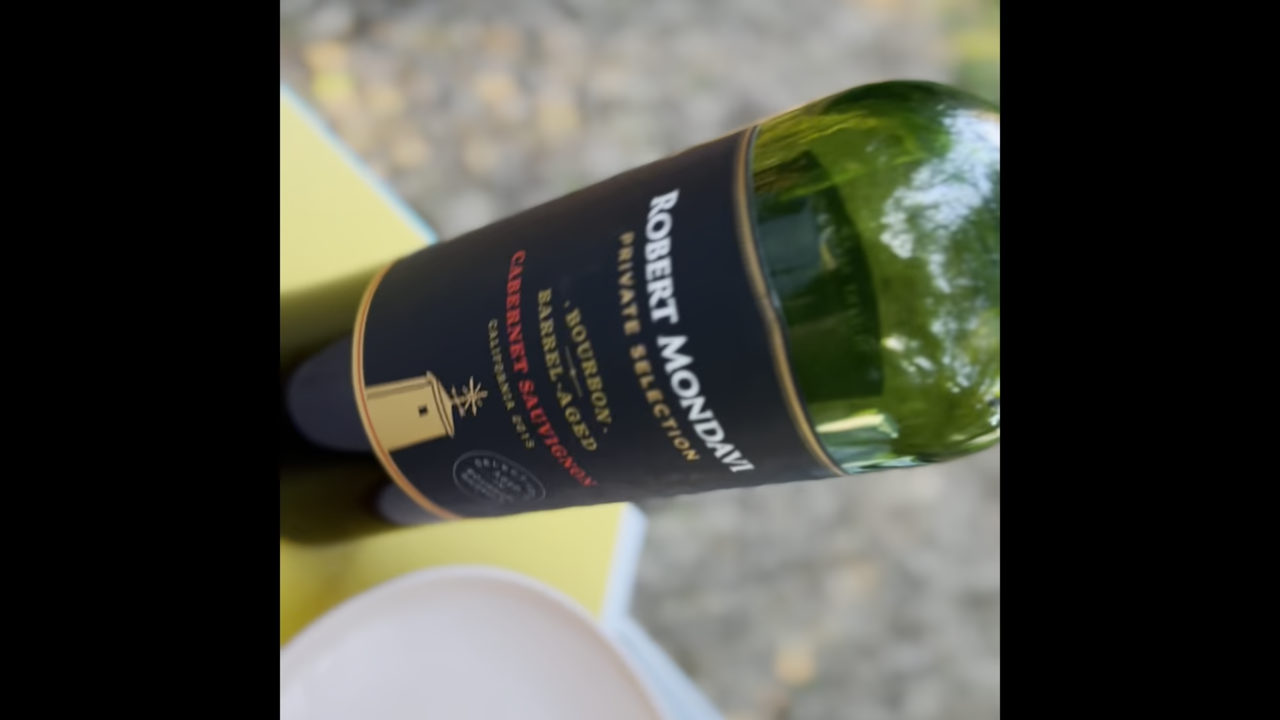 ROBERT MONDAVI
PRIVATE SELECTION
·BOURBON·
BARREL-AGED
CABERNET SAUVIGNON
CALIFORNIA 2015